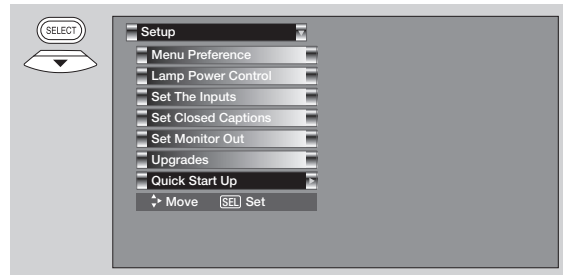 SELECT
Setup
Menu Preference
Lamp Power Control
Set The Inputs
Set Closed Captions
Set Monitor Out
Upgrades
Quick Start Up
Move SEL Set